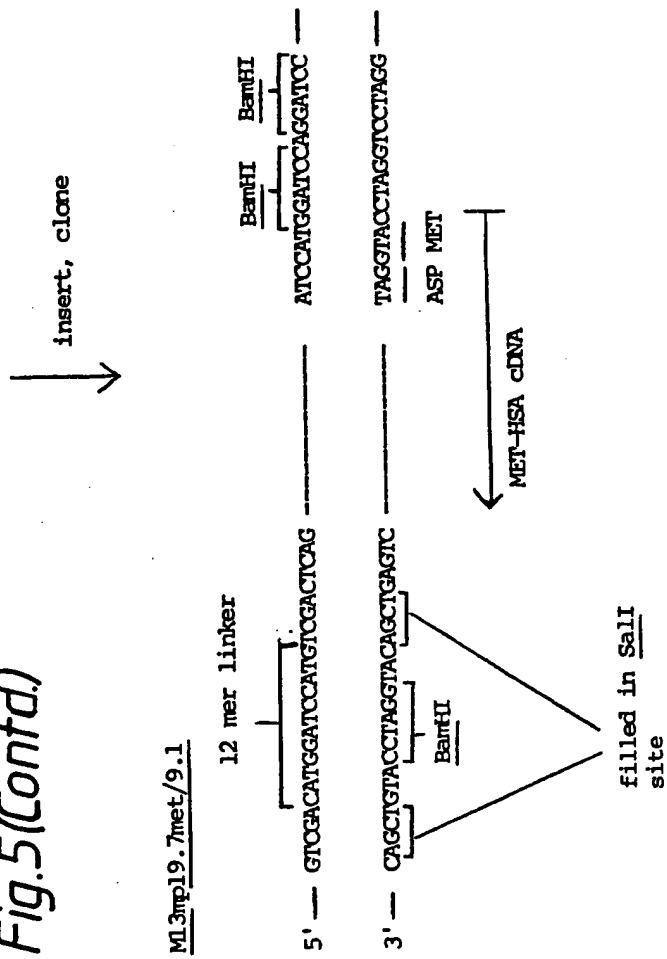 Fig.5(Contd.)
insert, clone
M13mp19.7met/9.1
12 mer linker
BamHI BamHI
5' — GTCGACATGGATCCATGTCGACTCAG ———— ATCCATGGATCCAGGATCC —
3' — CAGCTGTACCTAGGTACAGCTGAGTC ———— TAGGTACCTAGGTCCTAGG —
BamHI
ASP MET
MET-HSA cDNA
filled in SalI
site